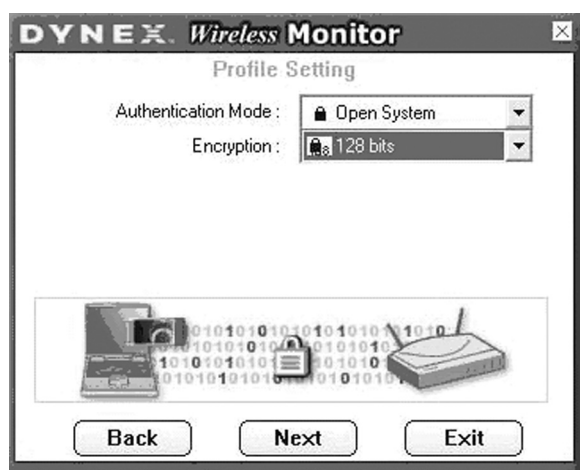 DYNEX Wireless Monitor
Profile Setting
Authentication Mode : Open System
Encryption : 128 bits
Back Next Exit